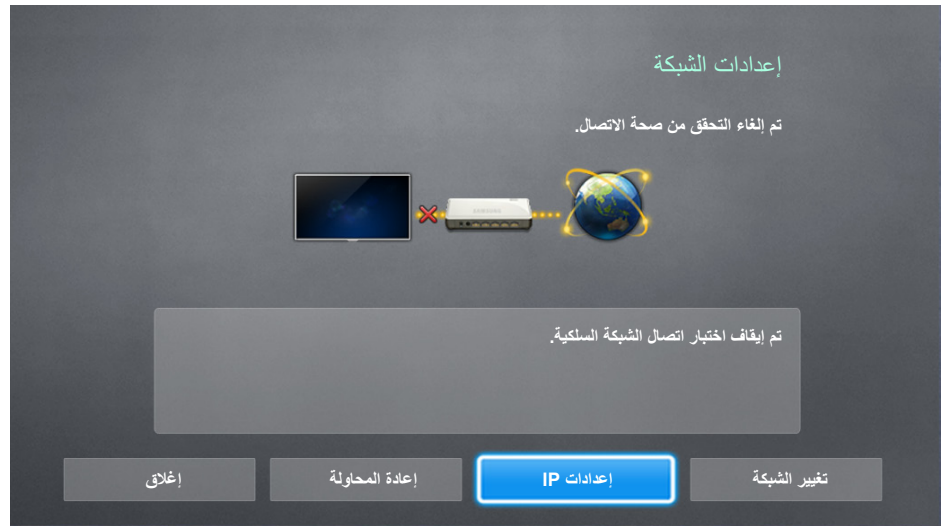 إعدادات الشبكة
تم إلغاء التحقق من صحة الاتصال.
SAMSUNG
تم إيقاف اختبار اتصال الشبكة السلكية.
تغيير الشبكة
إعدادات IP
إعادة المحاولة
إغلاق